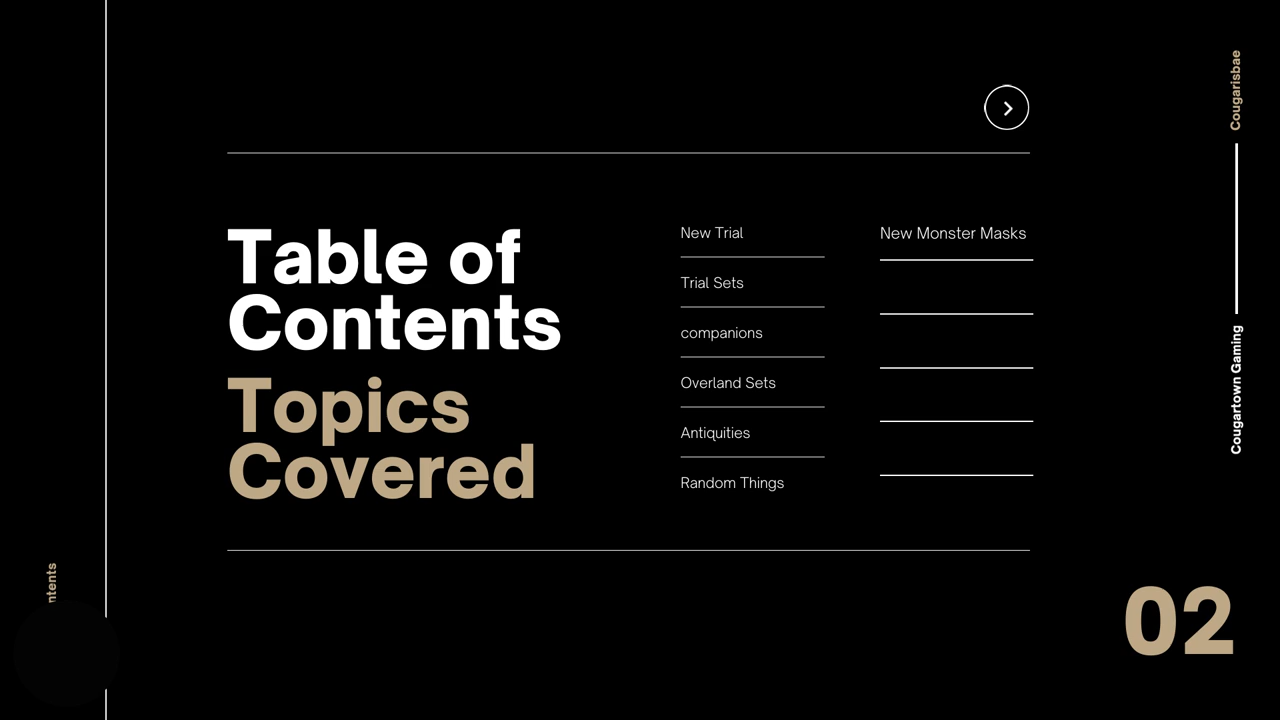 Table of
Contents
Topics
Covered
New Trial
Trial Sets
companions
Overland Sets
Antiquities
Random Things
New Monster Masks
Cougarisbae
Cougartown Gaming
02